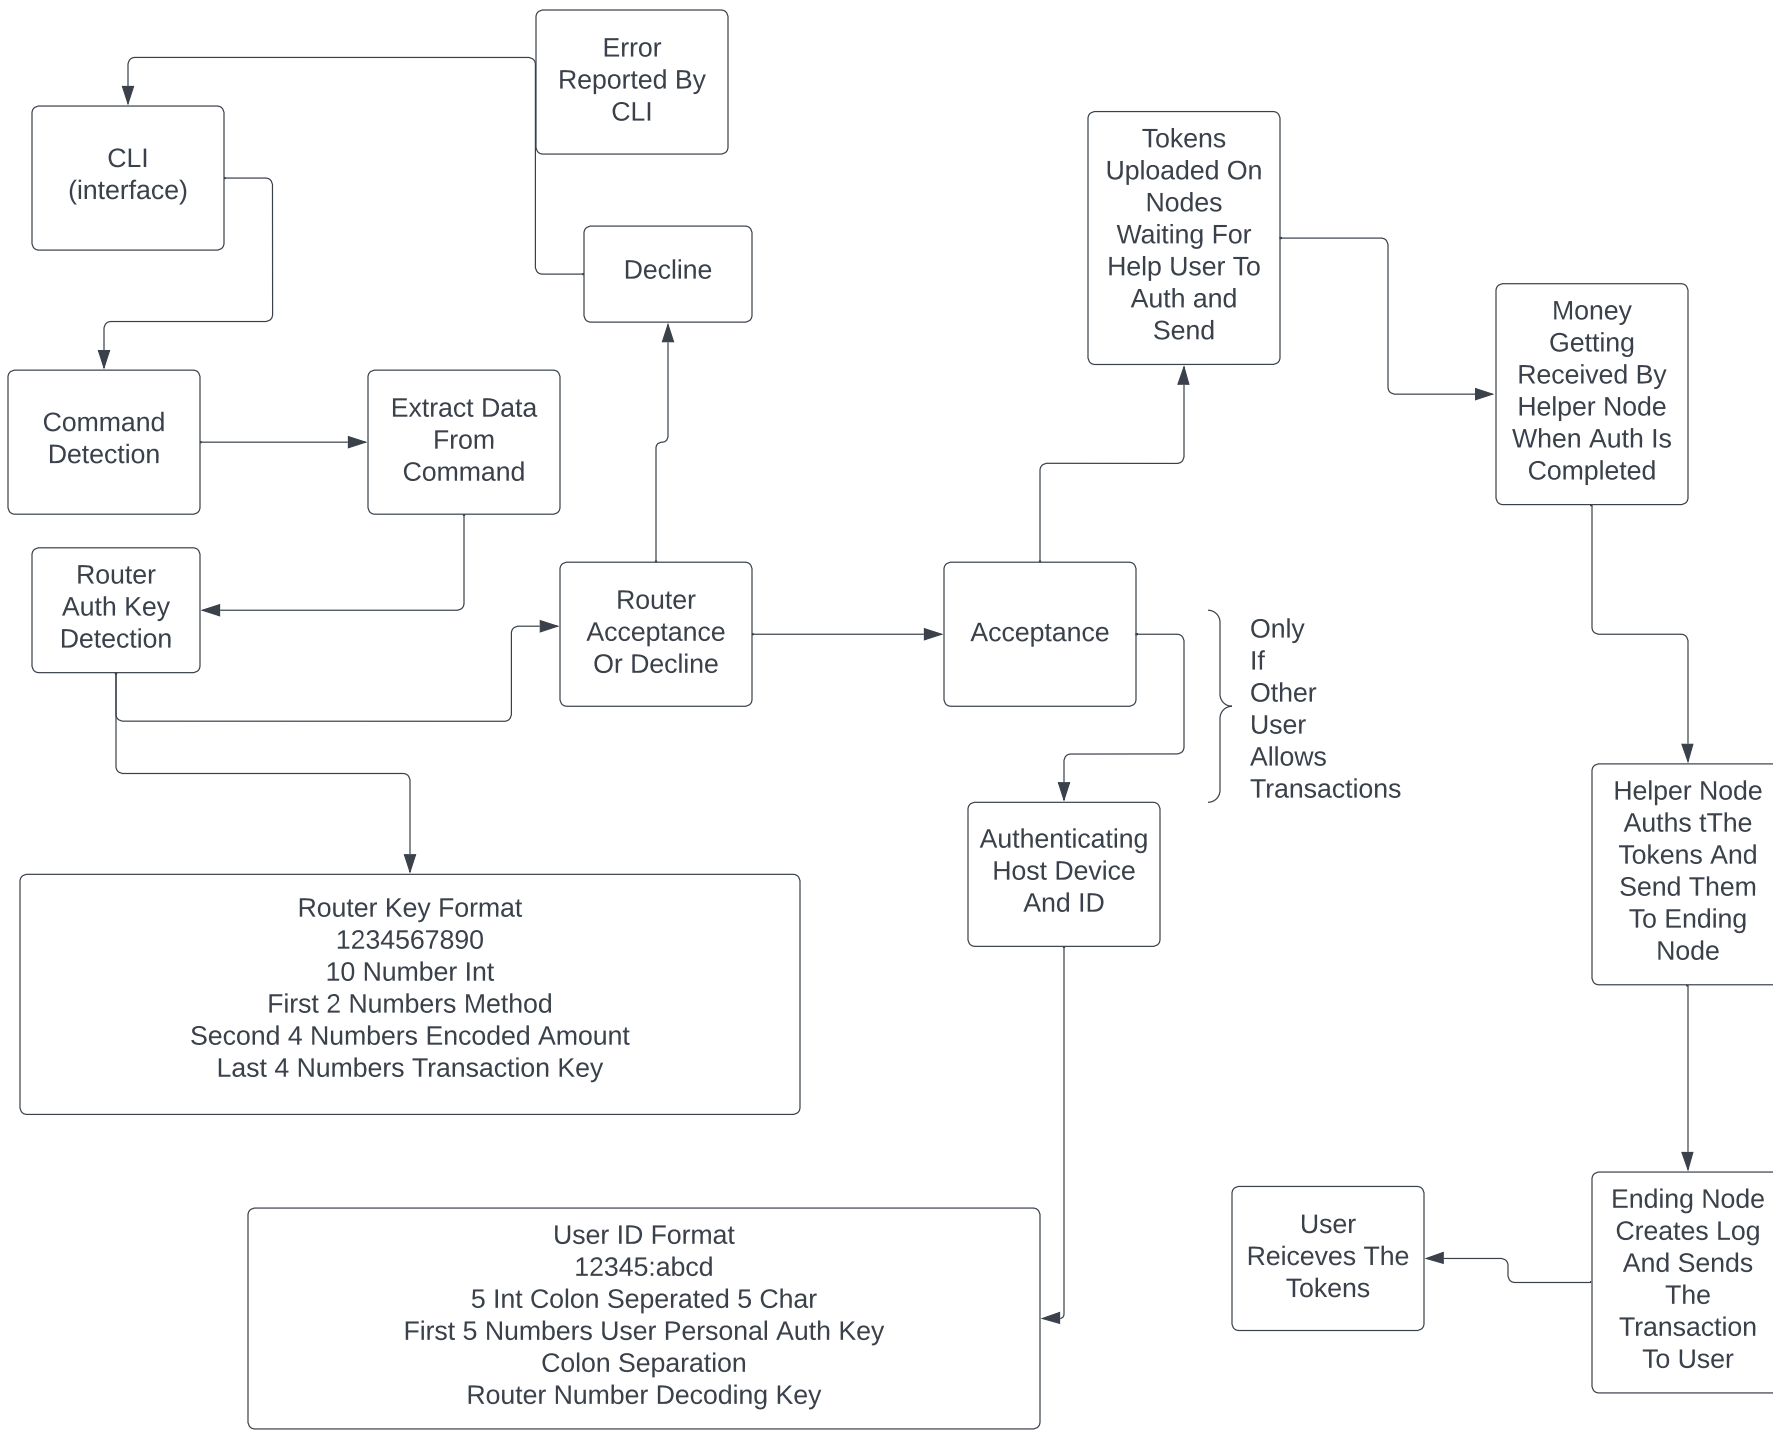 Error
Reported By
CLI
CLI
(interface)
Decline
Tokens
Uploaded On
Nodes
Waiting For
Help User To
Auth and
Send
Money
Getting
Received By
Helper Node
When Auth Is
Completed
Command
Detection
Extract Data
From
Command
Router
Auth Key
Detection
Router
Acceptance
Or Decline
Acceptance
Only
If
Other
User
Allows
Transactions
Authenticating
Host Device
And ID
Helper Node
Auths tThe
Tokens And
Send Them
To Ending
Node
Router Key Format
1234567890
10 Number Int
First 2 Numbers Method
Second 4 Numbers Encoded Amount
Last 4 Numbers Transaction Key
User ID Format
12345:abcd
5 Int Colon Seperated 5 Char
First 5 Numbers User Personal Auth Key
Colon Separation
Router Number Decoding Key
User
Reiceves The
Tokens
Ending Node
Creates Log
And Sends
The
Transaction
To User